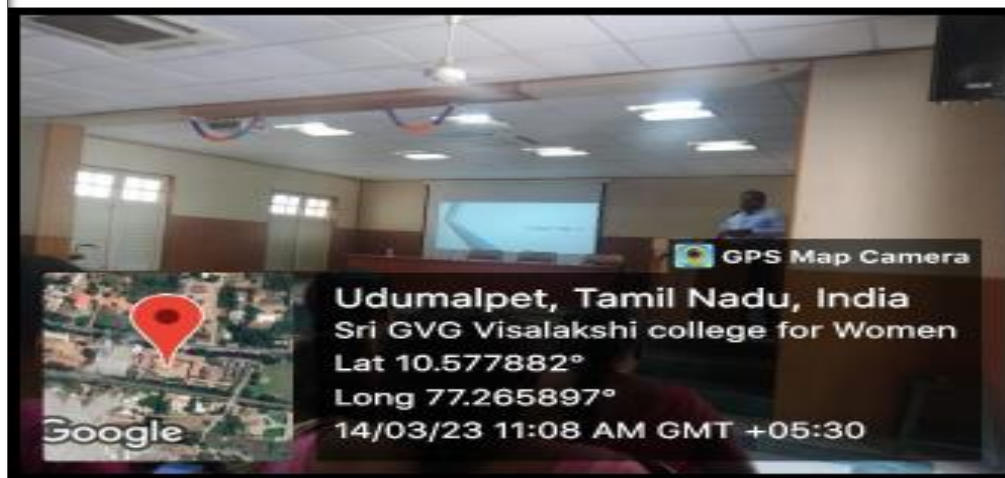 GPS Map Camera
Udumalpet, Tamil Nadu, India
Sri GVG Visalakshi college for Women
Lat 10.577882°
Long 77.265897°
14/03/23 11:08 AM GMT +05:30
Google